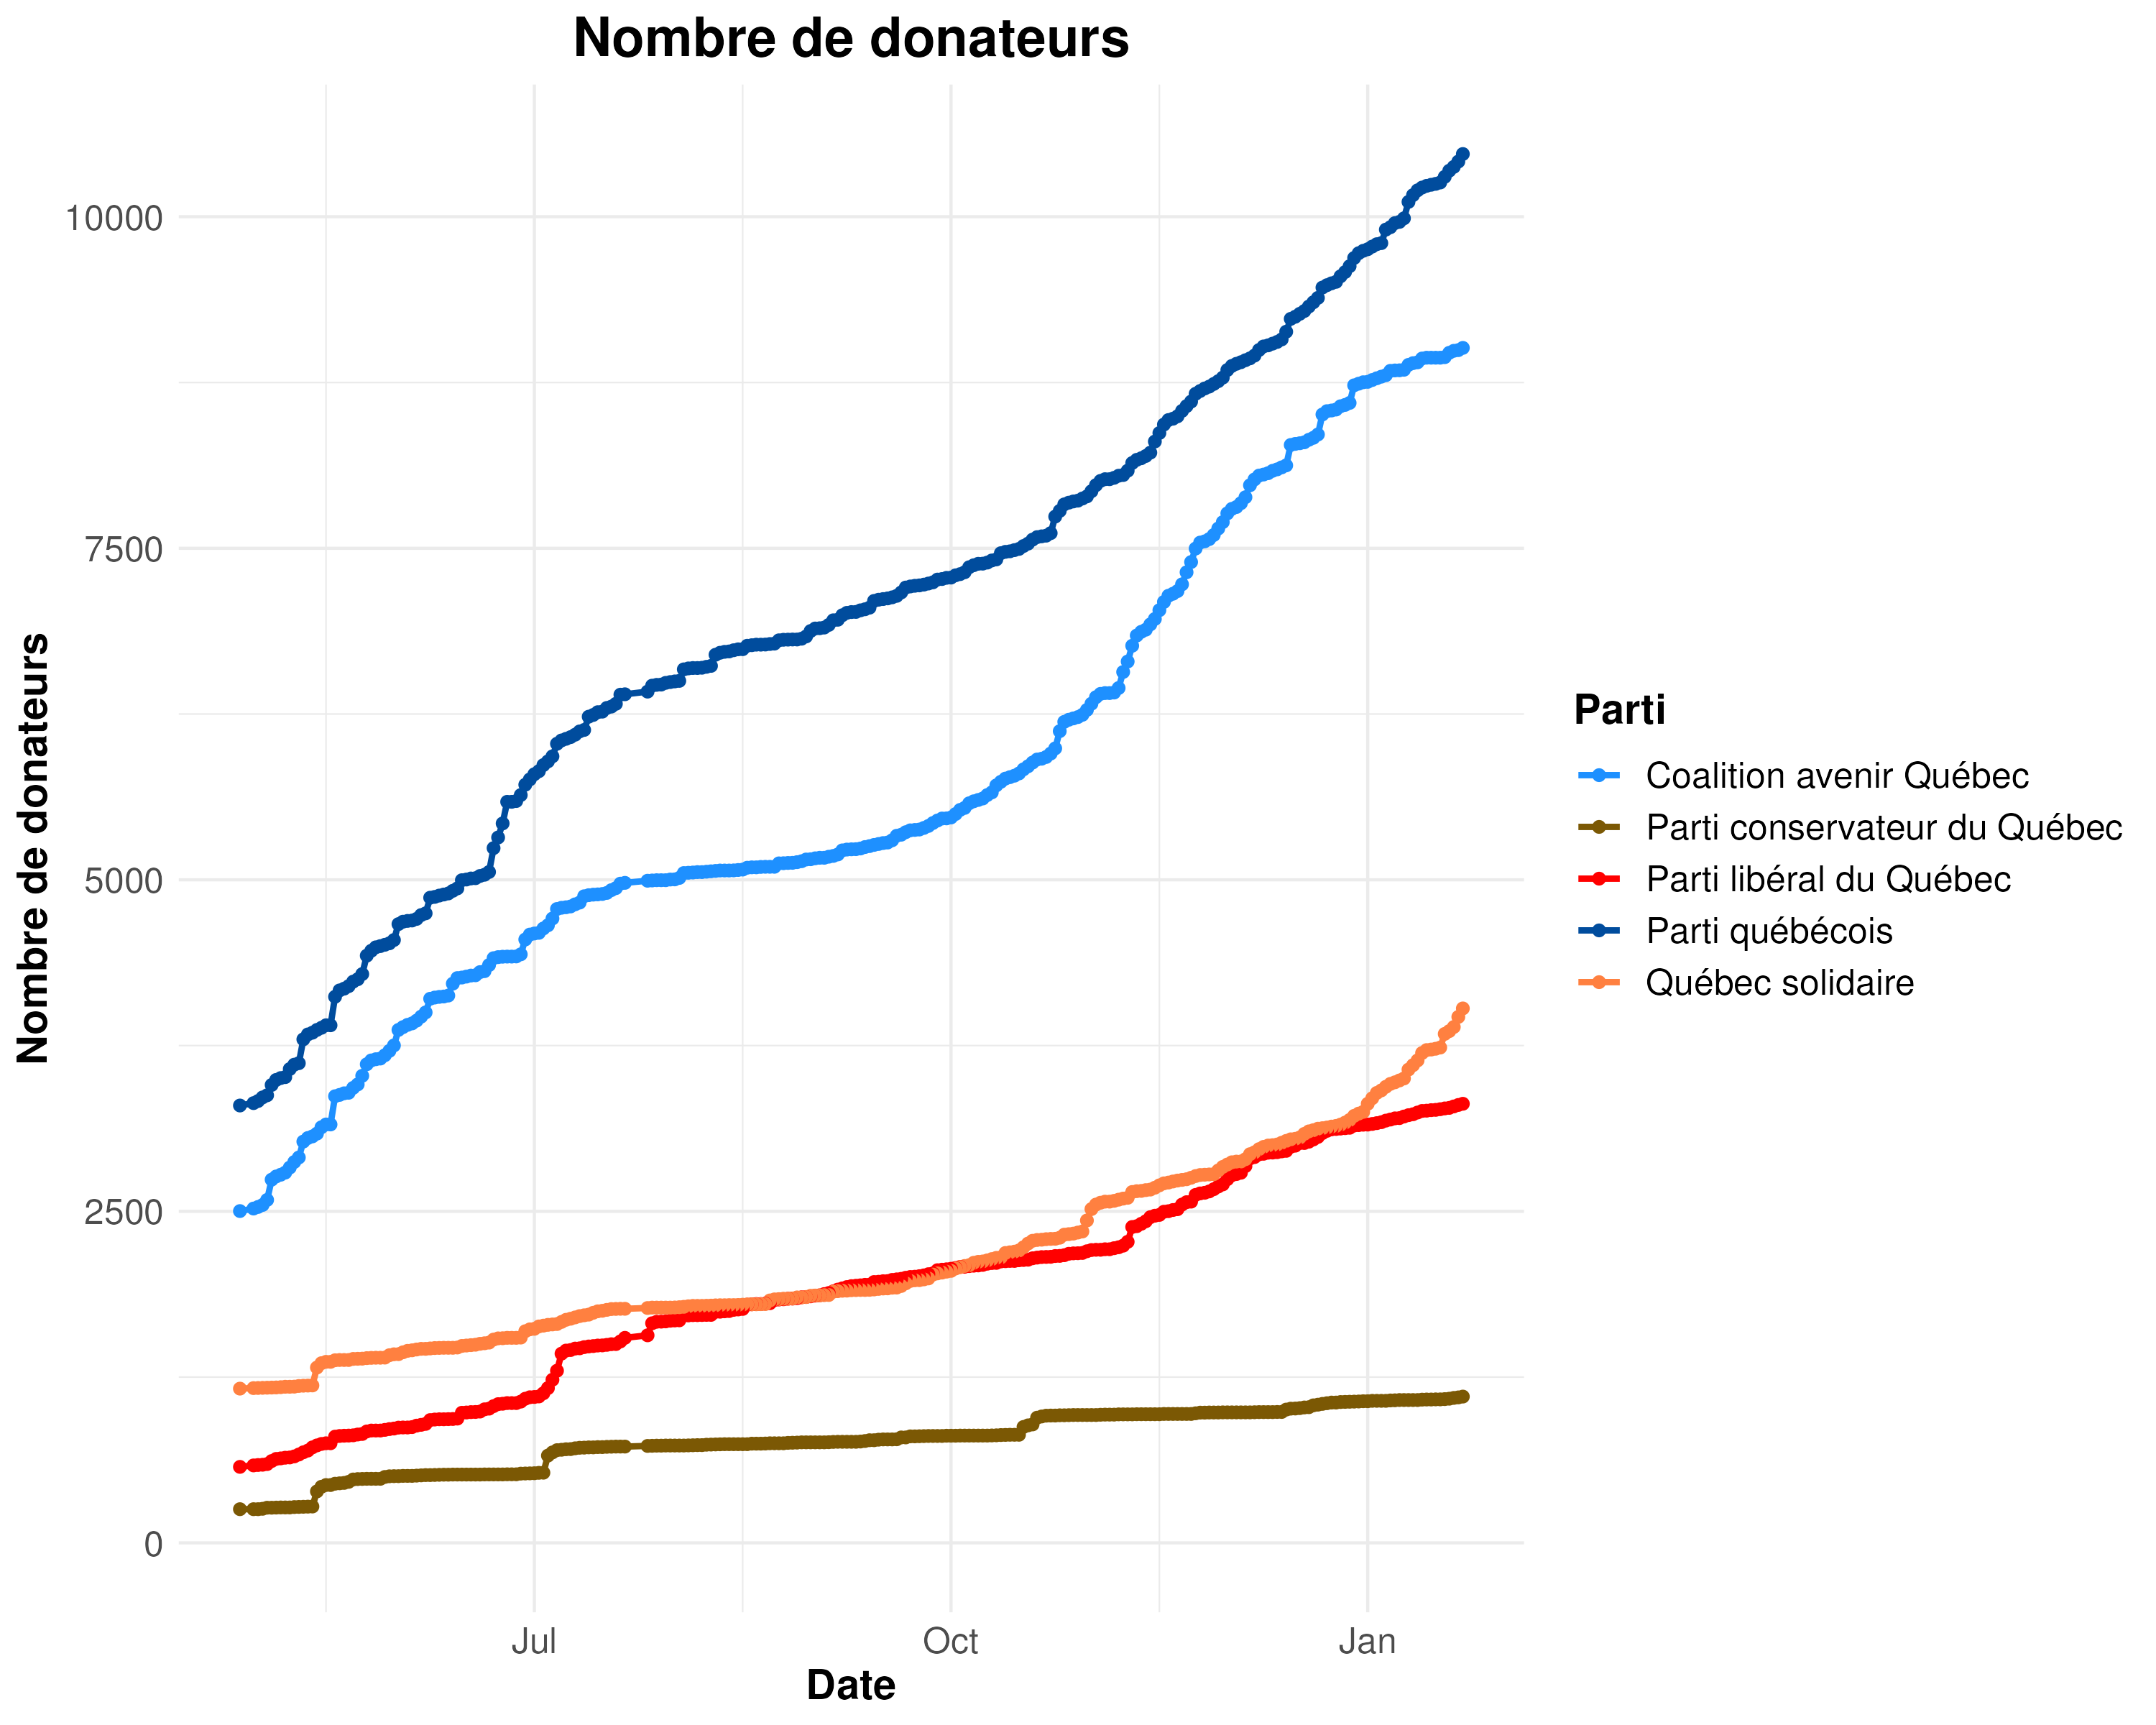 Nombre de donateurs
Nombre de donateurs
10000
7500
5000
2500
0
Jul
Oct
Jan
Date
Parti
Coalition avenir Québec
Parti conservateur du Québec
Parti libéral du Québec
Parti québécois
Québec solidaire